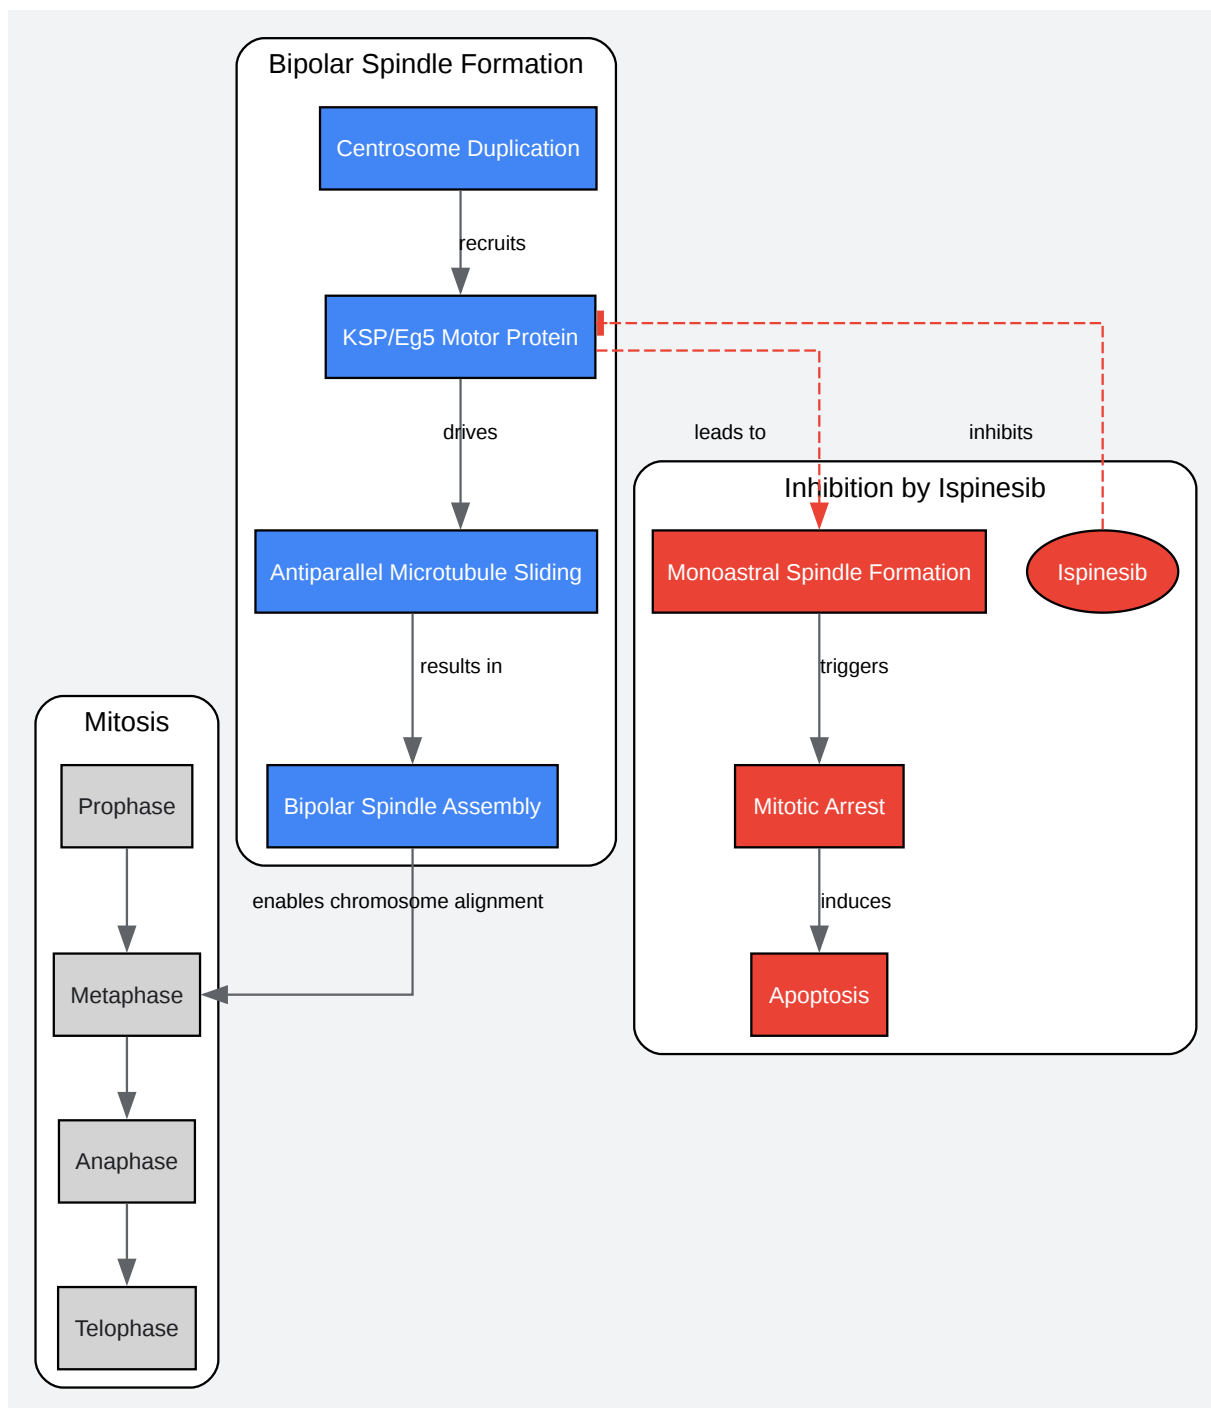 Bipolar Spindle Formation
Centrosome Duplication
recruits
KSP/Eg5 Motor Protein
drives
Antiparallel Microtubule Sliding
results in
Bipolar Spindle Assembly
enables chromosome alignment
leads to
inhibits
Inhibition by Ispinesib
Monoastral Spindle Formation
Ispinesib
triggers
Mitotic Arrest
induces
Apoptosis
Mitosis
Prophase
Metaphase
Anaphase
Telophase